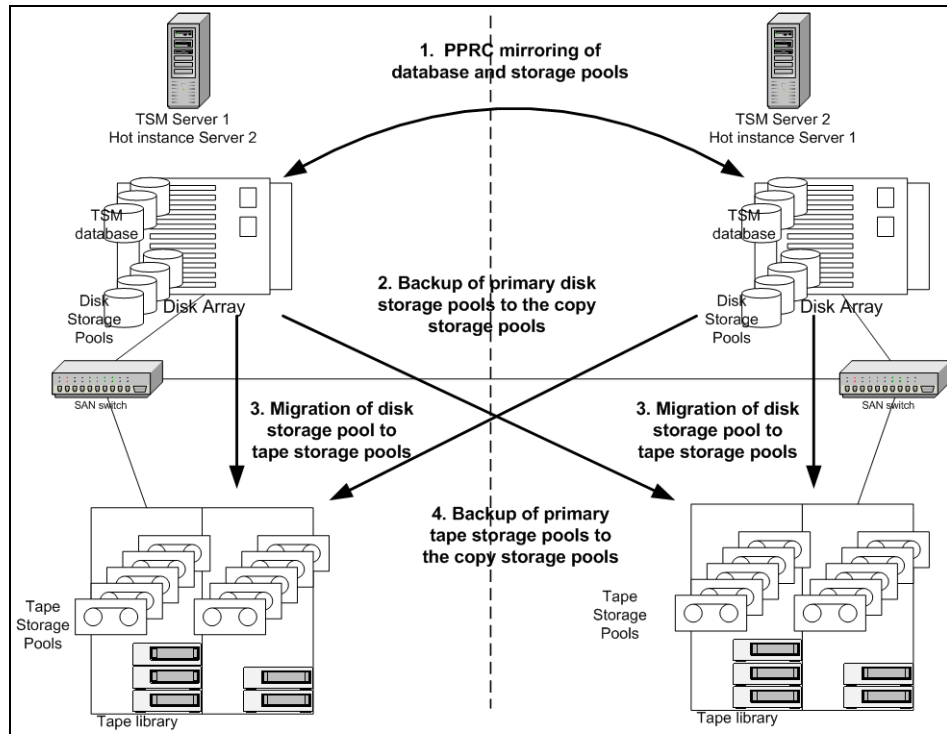 1. PPRC mirroring of
database and storage pools
TSM Server 1
Hot instance Server 2
TSM Server 2
Hot instance Server 1
TSM
database
Disk
Storage
Pools
Disk Array
TSM
database
Disk
Storage
Pools
Disk Array
2. Backup of primary disk
storage pools to the copy
storage pools
SAN switch
SAN switch
3. Migration of disk
storage pool to
tape storage pools
3. Migration of disk
storage pool to
tape storage pools
4. Backup of primary
tape storage pools to
the copy storage pools
Tape
Storage
Pools
Tape library
Tape
Storage
Pools
Tape library